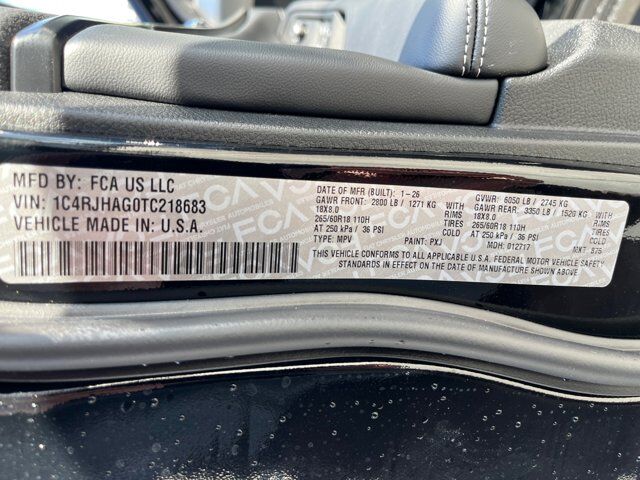 MFD BY: FCA US LLC
VIN: 1C4RJHAG0TC218683
VEHICLE MADE IN: U.S.A.
DATE OF MFR (BUILT): 1-26 GVWR: 6050 LB / 2745 KG
GAWR FRONT: 2800 LB / 1271 KG WITH GAWR REAR: 3350 LB / 1520 KG WITH
18X8.0 RIMS 18X8.0 RIMS
265/60R18 110H TIRES 265/60R18 110H TIRES
AT 250 kPa / 36 PSI COLD AT 250 kPa / 36 PSI COLD
TYPE: MPV PAINT: PXJ MDH: 012717 MKT 975
THIS VEHICLE CONFORMS TO ALL APPLICABLE U.S.A. FEDERAL MOTOR VEHICLE SAFETY
STANDARDS IN EFFECT ON THE DATE OF MANUFACTURE SHOWN ABOVE.